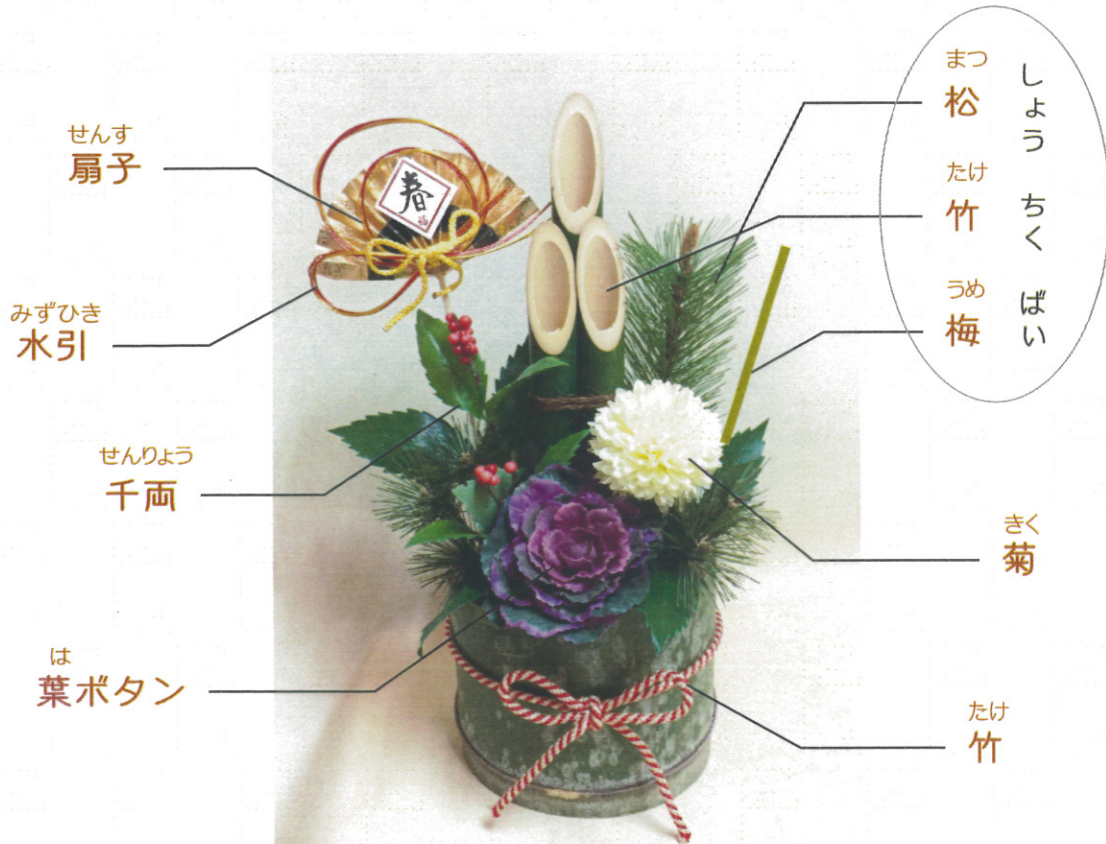 せんす
扇子
みずひき
水引
せんりょう
千両
は
葉ボタン
春
まつ
松
たけ
竹
うめ
梅
しょう ちく ばい
きく
菊
たけ
竹